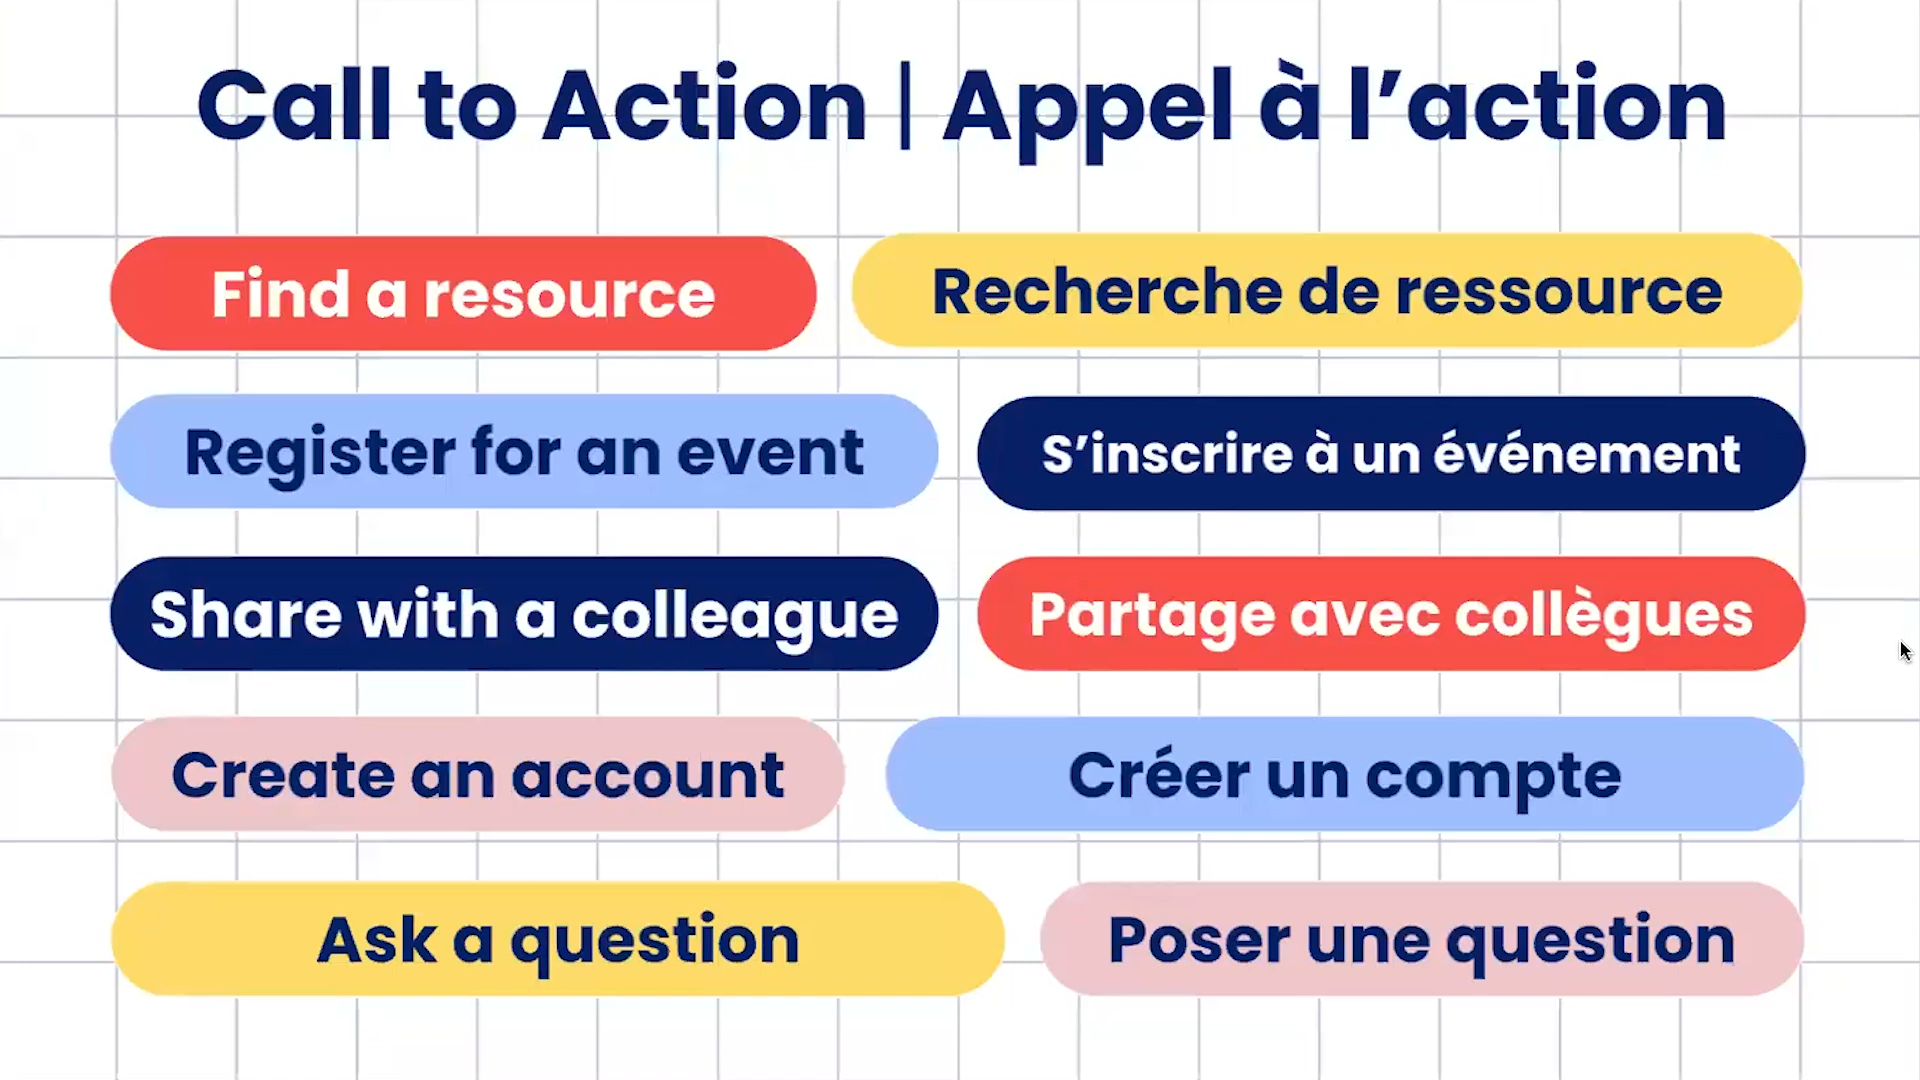 Call to Action | Appel à l’action
Find a resource
Recherche de ressource
Register for an event
S’inscrire à un événement
Share with a colleague
Partage avec collègues
Create an account
Créer un compte
Ask a question
Poser une question